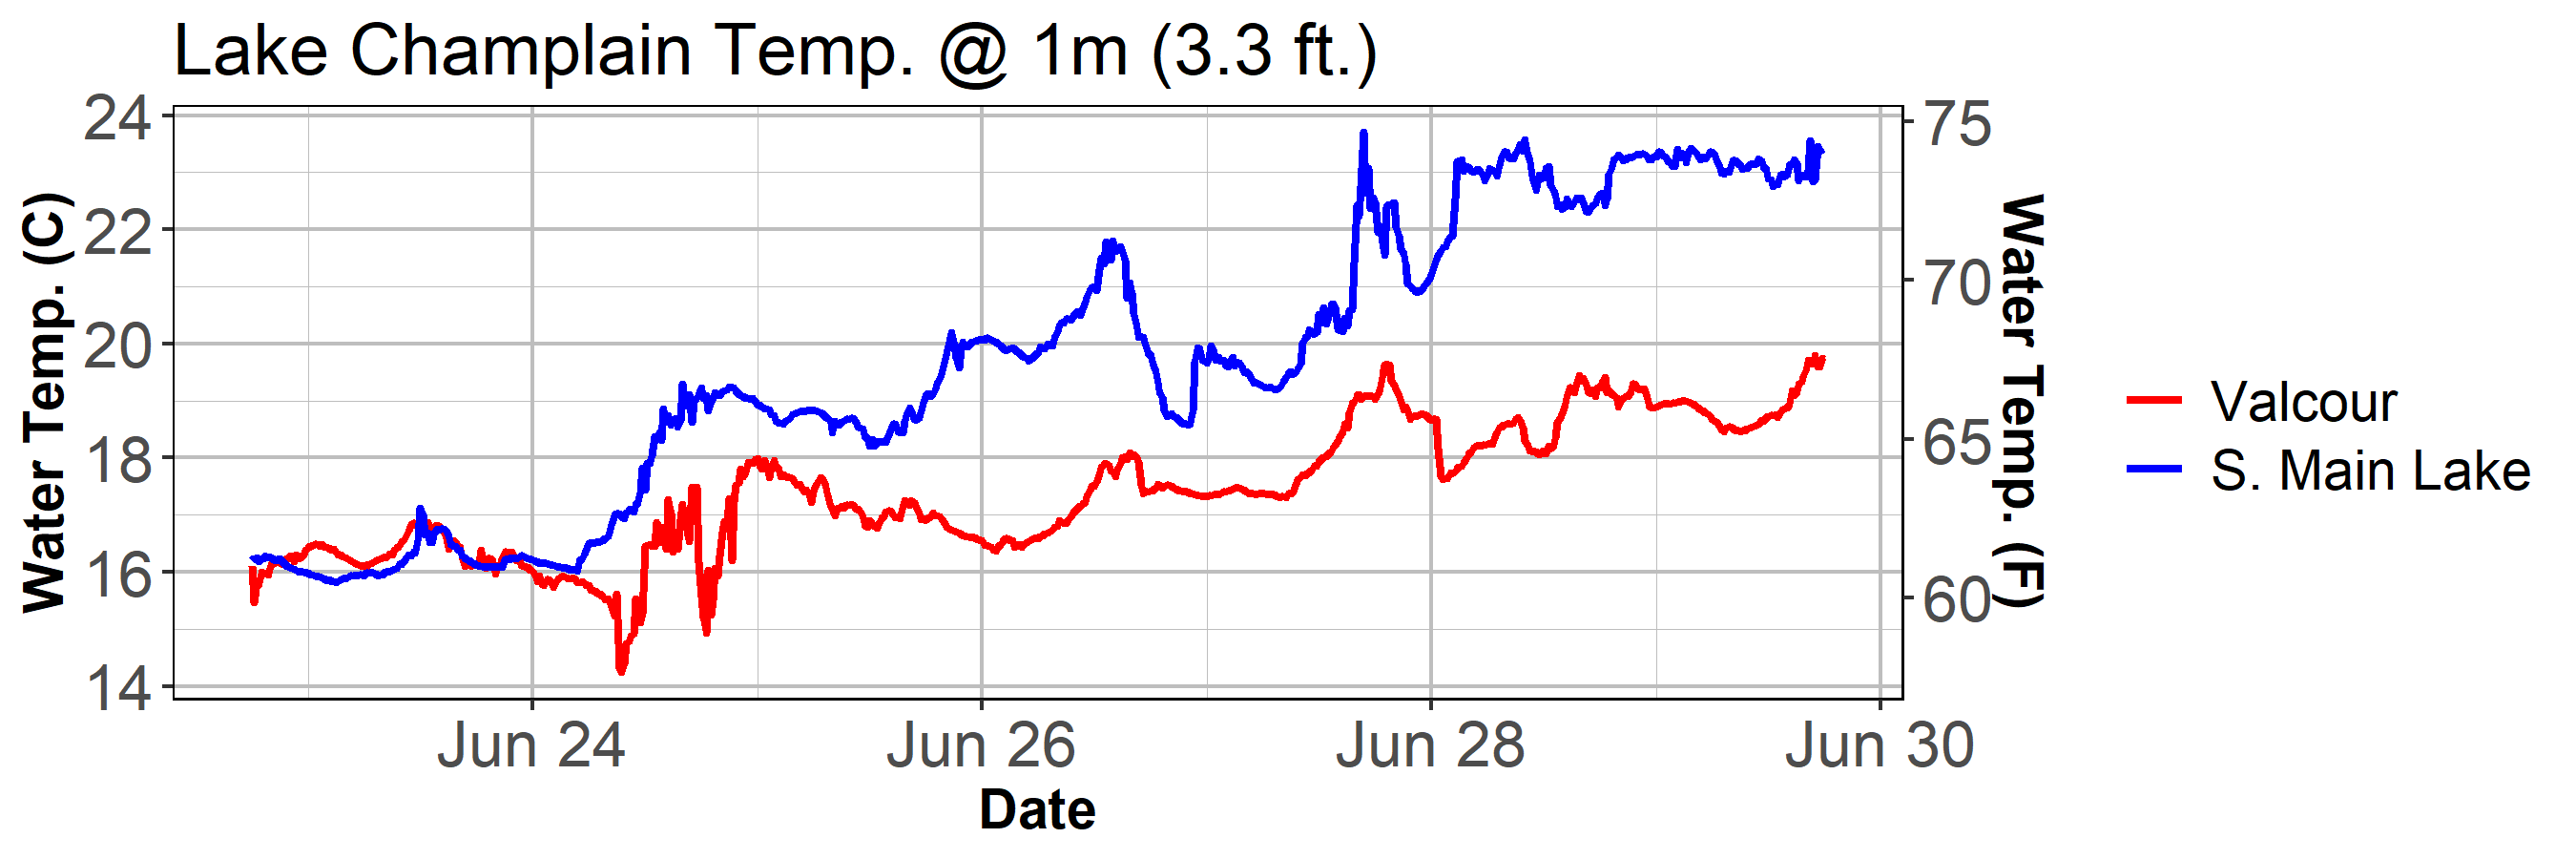 Lake Champlain Temp. @ 1m (3.3 ft.)
Water Temp. (C)
24
22
20
18
16
14
75
70
65
60
Water Temp. (F)
Jun 24
Jun 26
Jun 28
Jun 30
Date
Valcour
S. Main Lake